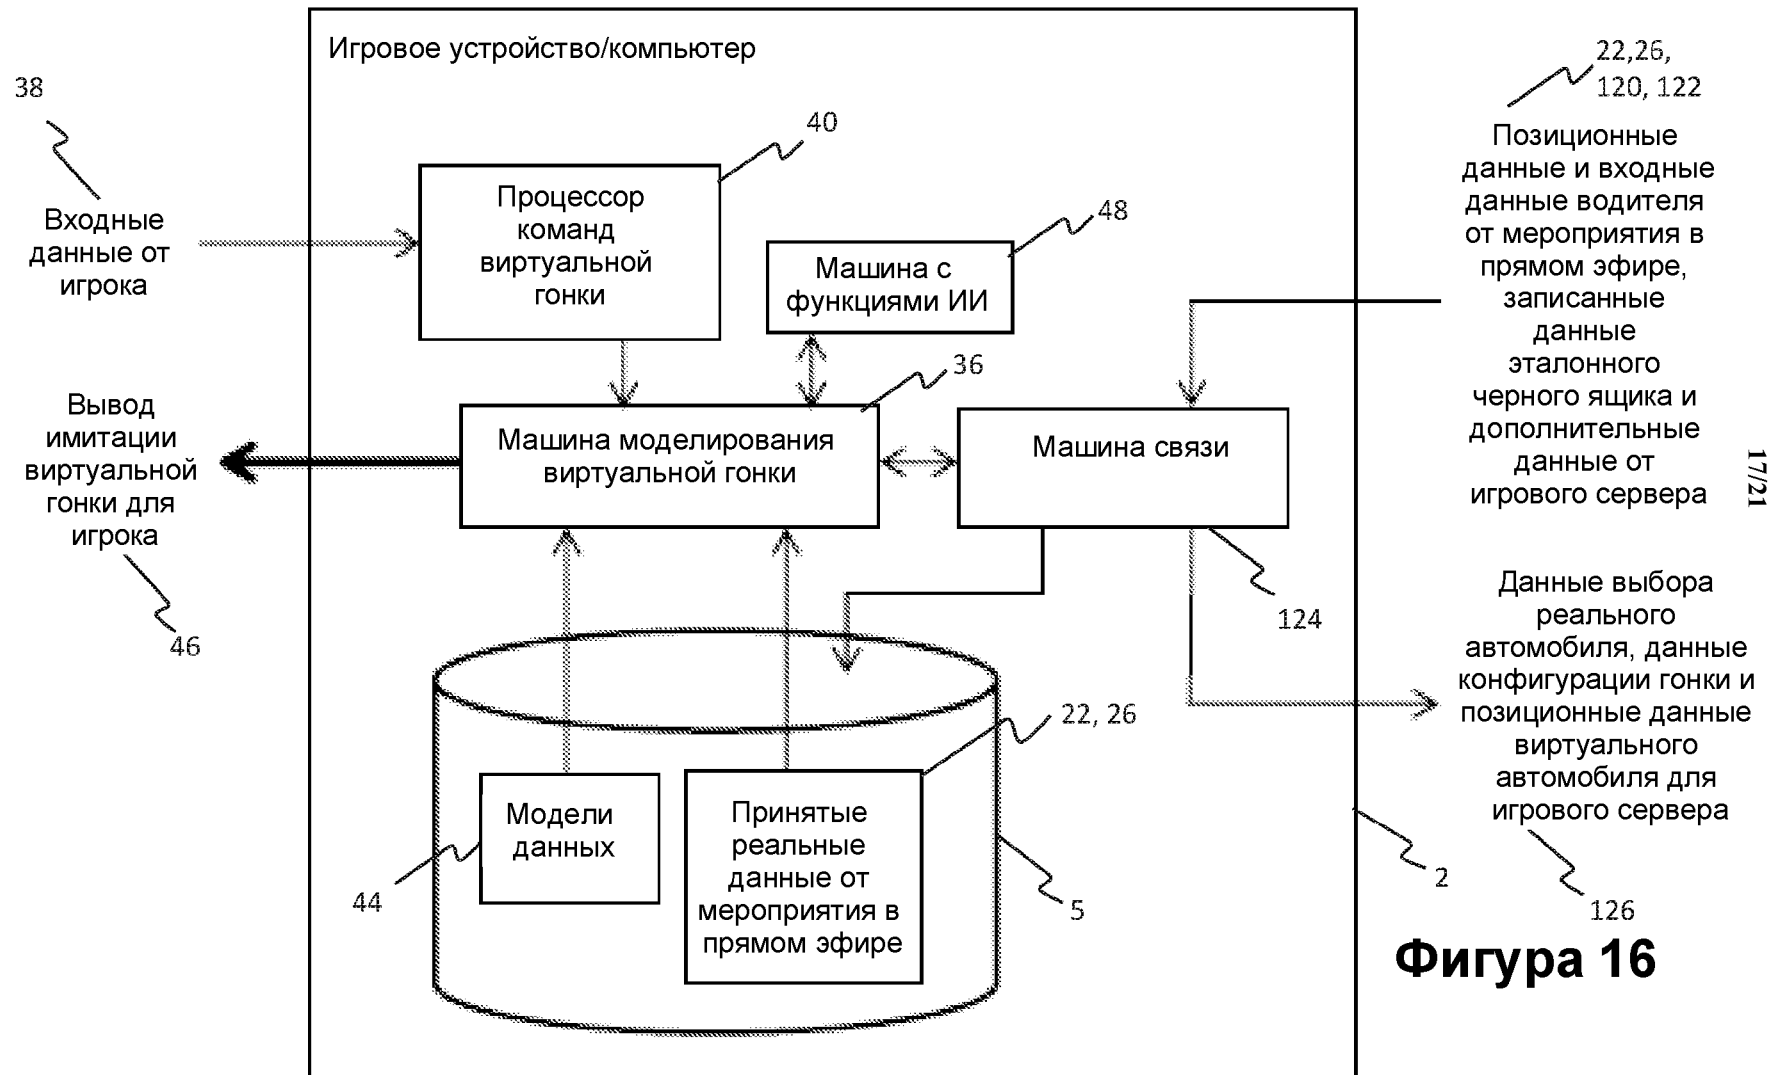 Игровое устройство/компьютер
38
Входные
данные от
игрока
40
Процессор
команд
виртуальной
гонки
48
Машина с
функциями ИИ
22,26,
120, 122
Позиционные
данные и входные
данные водителя
от мероприятия в
прямом эфире,
записанные
данные
эталонного
черного ящика и
дополнительные
данные от
игрового сервера
Вывод
имитации
виртуальной
гонки для
игрока
46
36
Машина моделирования
виртуальной гонки
Машина связи
124
17/21
Данные выбора
реального
автомобиля, данные
конфигурации гонки и
позиционные данные
виртуального
автомобиля для
игрового сервера
126
22, 26
Модели
данных
44
Принятые
реальные
данные от
мероприятия в
прямом эфире
5
2
Фигура 16